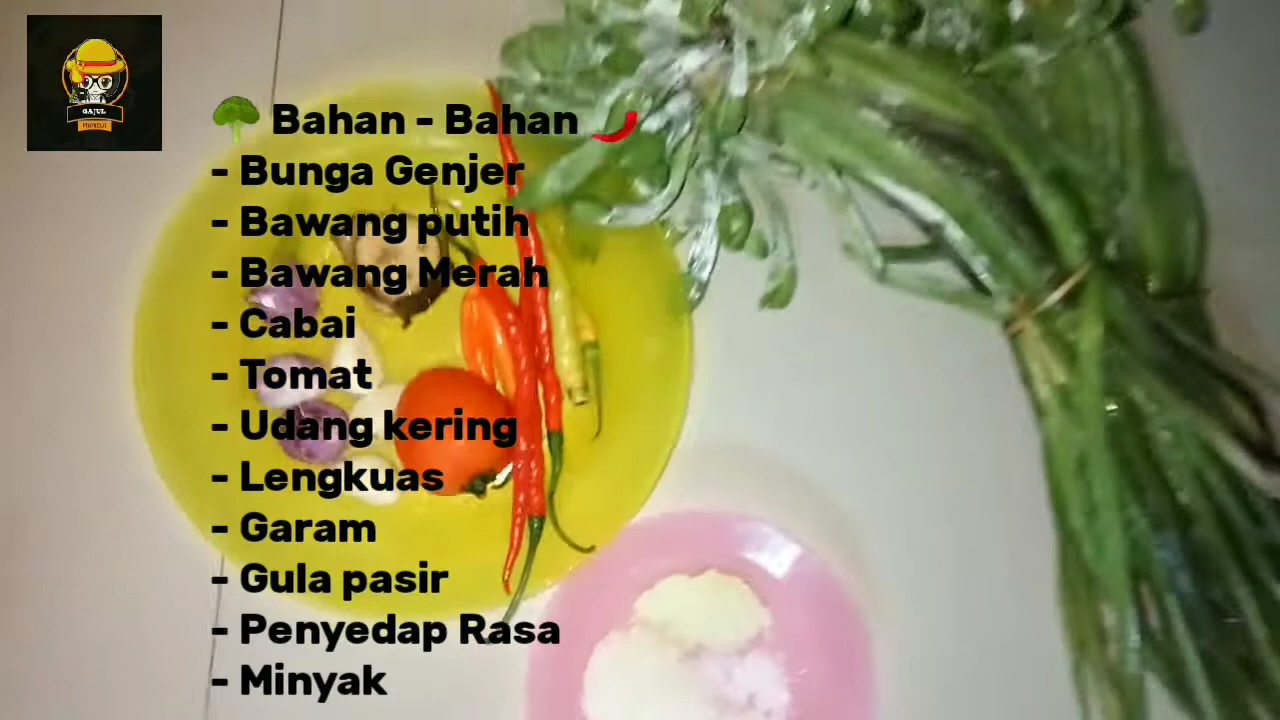 GAJUL
Bahan - Bahan
- Bunga Genjer
- Bawang putih
- Bawang Merah
- Cabai
- Tomat
- Udang kering
- Lengkuas
- Garam
- Gula pasir
- Penyedap Rasa
- Minyak